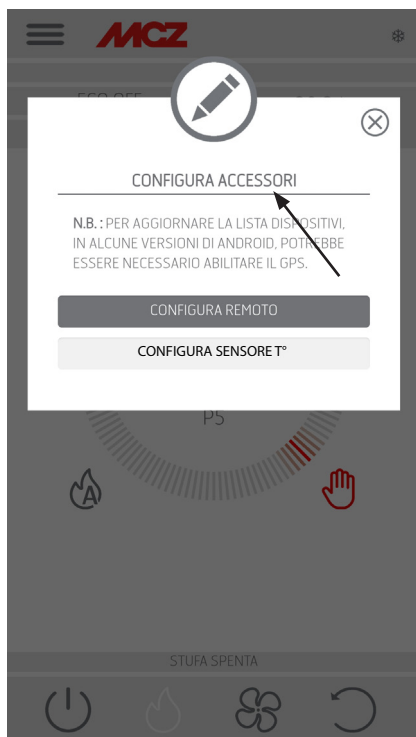 MCZ
CONFIGURA ACCESSORI
N.B. : PER AGGIORNARE LA LISTA DISPOSITIVI,
IN ALCUNE VERSIONI DI ANDROID, POTREBBE
ESSERE NECESSARIO ABILITARE IL GPS.
CONFIGURA REMOTO
CONFIGURA SENSORE T°
P5
A
STUFA SPENTA